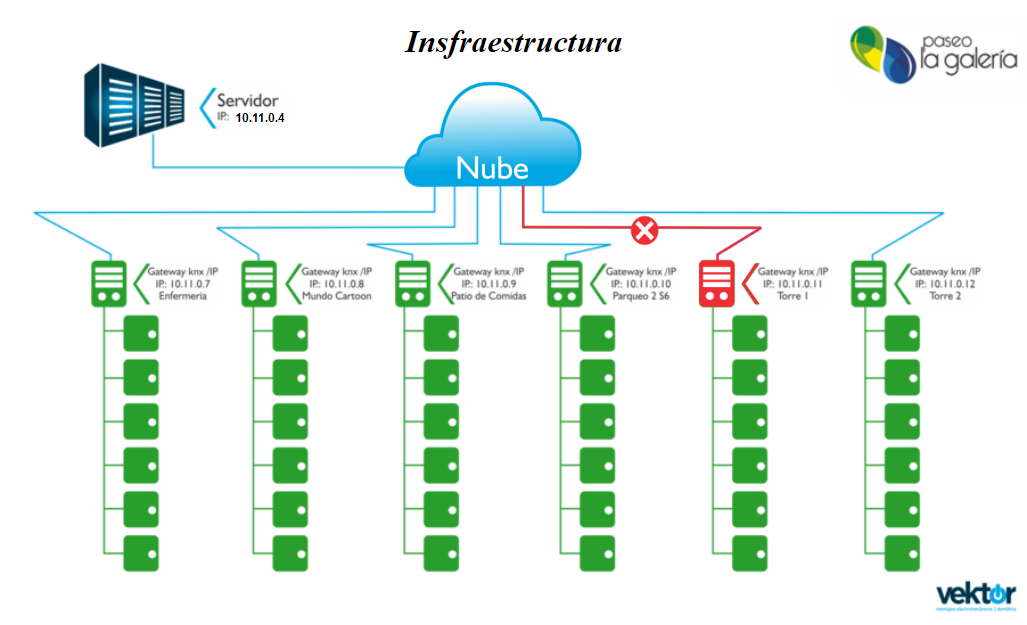 Insfraestructura
paseo
la galería
Servidor
IP.: 10.11.0.4
Nube
Gateway knx /IP
IP.: 10.11.0.7
Enfermeria
Gateway knx /IP
IP.: 10.11.0.8
Mundo Cartoon
Gateway knx /IP
IP.: 10.11.0.9
Patio de Comidas
Gateway knx /IP
IP.: 10.11.0.10
Parqueo 2 S6
Gateway knx /IP
IP.: 10.11.0.11
Torre 1
Gateway knx /IP
IP.: 10.11.0.12
Torre 2
vektor
montajes electromecánicos | domótica